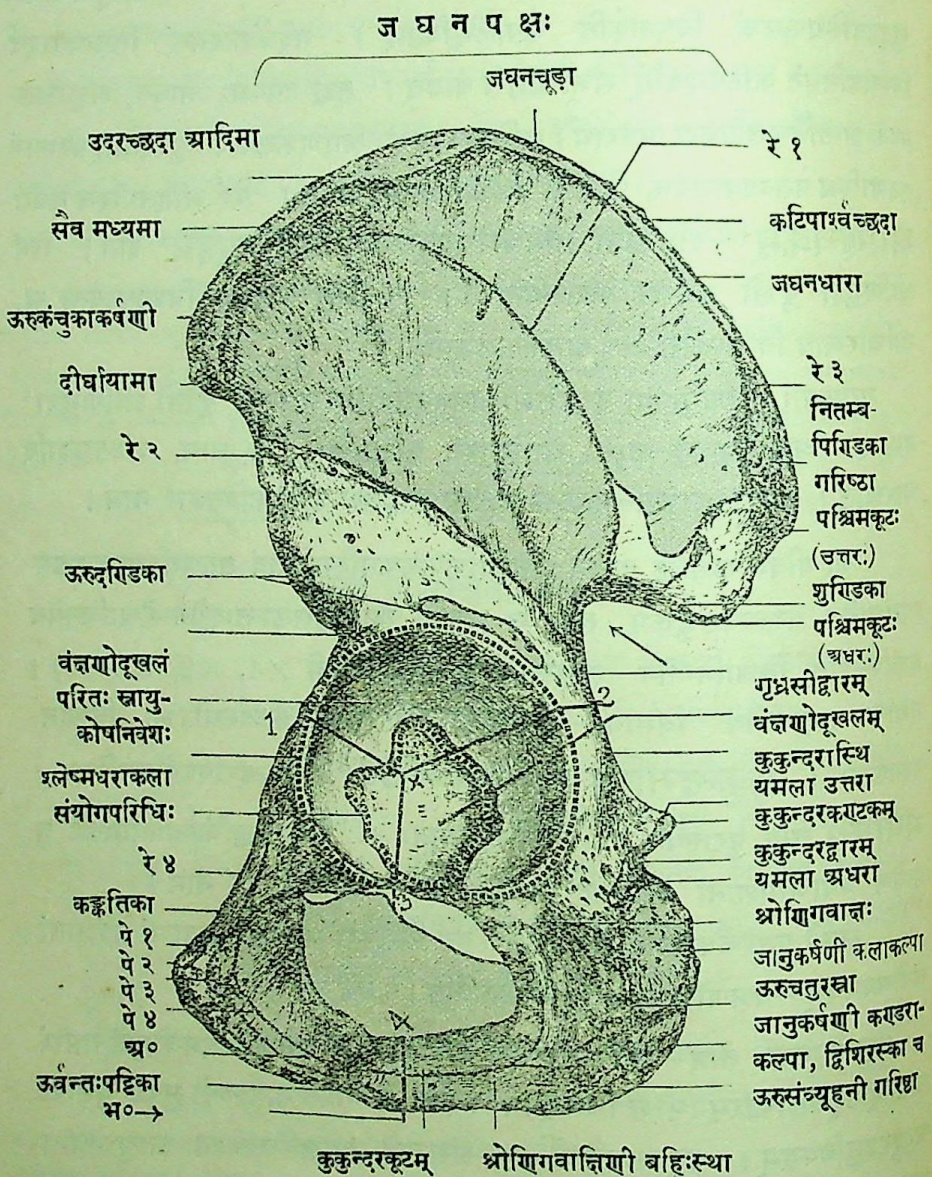 जघनपक्षः
जघनचूड़ा
उदरच्छदा आदिमा
रे १
सैव मध्यमा
कटिपार्श्वच्छदा
जघनधारा
ऊरुकंचुकाकर्षणी
दीर्घायामा
रे ३
नितम्ब-
पिण्डिका
गरिष्ठा
रे २
पश्चिमकूटः
(उत्तरः)
ऊरुदण्डिका
शुण्डिका
पश्चिमकूटः
(अधरः)
वंक्षणोदूखलं
परितः स्नायु-
कोषनिवेशः
गृध्रसीद्वारम्
1
2
वंक्षणोदूखलम्
कुकुन्दरास्थि
श्लेष्मधराकला
संयोगपरिधिः
यमला उत्तरा
कुकुन्दरकण्टकम्
कुकुन्दरद्वारम्
यमला अधरा
रे ४
कङ्कतिका
श्रोणिगवाक्षः
पे १
पे २
पे ३
पे ४
अ०
जानुकर्षणी कलाकल्पा
ऊरुचतुरस्रा
जानुकर्षणी कण्डरा-
कल्पा, द्विशिरस्का च
ऊरुसंव्यूहनी गरिष्ठा
ऊर्वन्तःपट्टिका
भ०→
कुकुन्दरकूटम्
श्रोणिगवाक्षिणी बहिःस्था